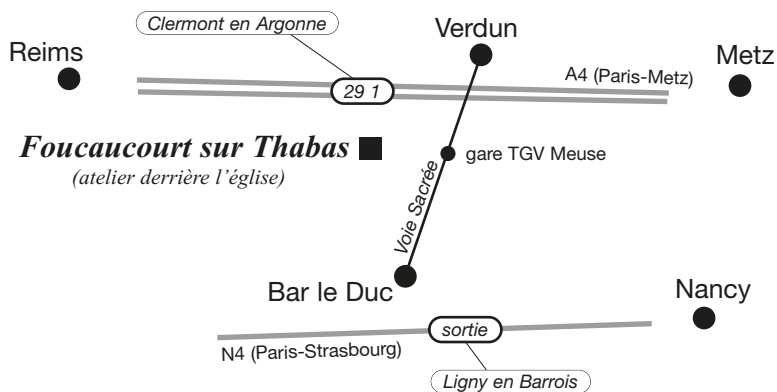 Clermont en Argonne
Verdun
Reims
Metz
A4 (Paris-Metz)
29 1
Foucaucourt sur Thabas
(atelier derrière l'église)
gare TGV Meuse
Voie Sacrée
Bar le Duc
Nancy
sortie
N4 (Paris-Strasbourg)
Ligny en Barrois